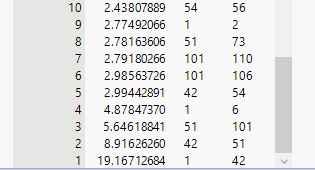 10 2.43807889 54 56
9 2.77492066 1 2
8 2.78163606 51 73
7 2.79180266 101 110
6 2.98563726 101 106
5 2.99442891 42 54
4 4.87847370 1 6
3 5.64618841 51 101
2 8.91626260 42 51
1 19.16712684 1 42